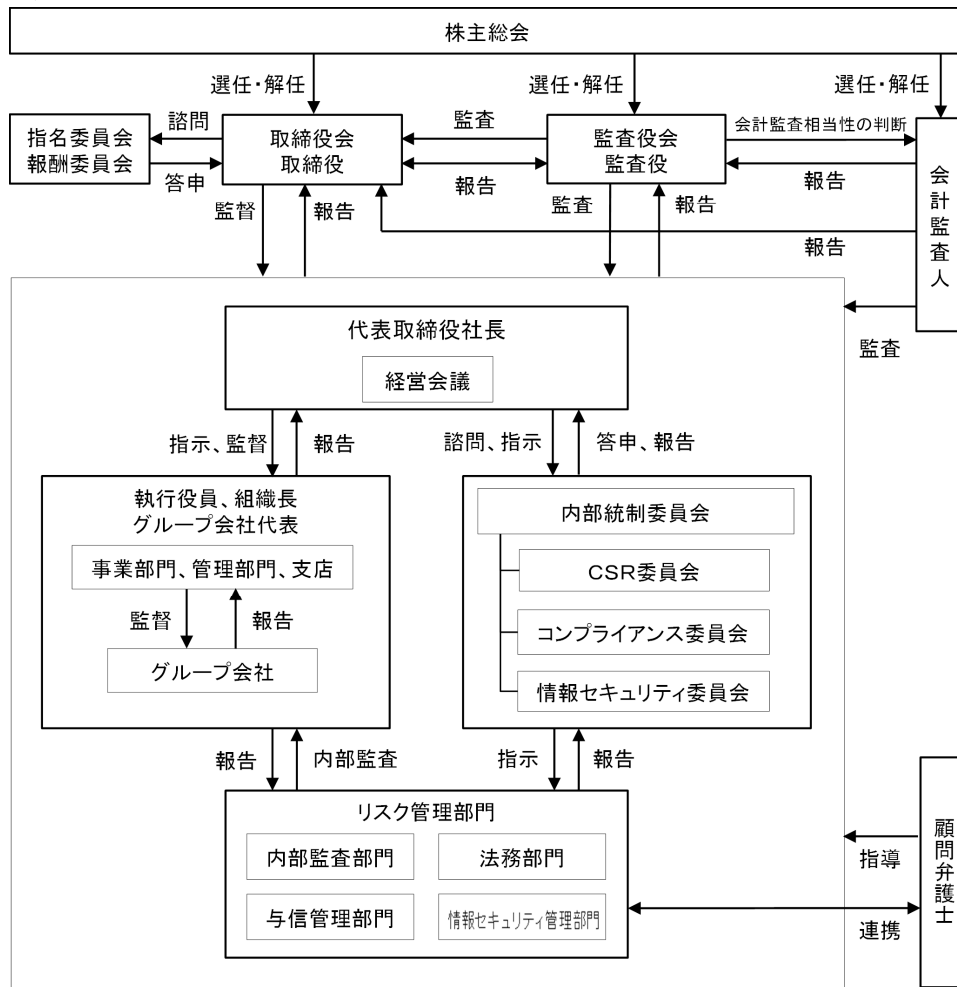 株主総会
選任・解任
選任・解任
選任・解任
指名委員会
報酬委員会
諮問
答申
取締役会
取締役
監査
報告
監査役会
監査役
会計監査相当性の判断
報告
会計監査人
監督
報告
監査
報告
報告
監査
代表取締役社長
経営会議
指示、監督
報告
諮問、指示
答申、報告
執行役員、組織長
グループ会社代表
事業部門、管理部門、支店
監督
報告
グループ会社
内部統制委員会
CSR委員会
コンプライアンス委員会
情報セキュリティ委員会
報告
内部監査
指示
報告
リスク管理部門
内部監査部門
法務部門
与信管理部門
情報セキュリティ管理部門
指導
連携
顧問弁護士